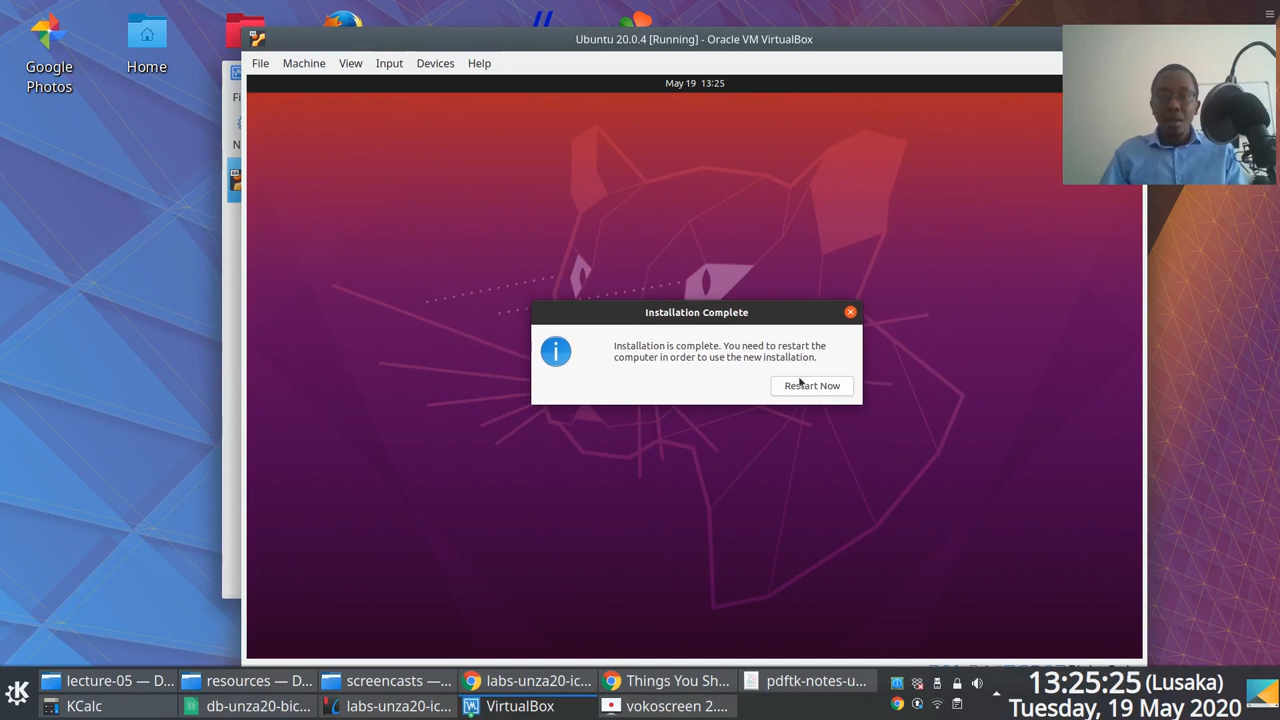 Google
Photos
Home
Ubuntu 20.0.4 [Running] - Oracle VM VirtualBox
File Machine View Input Devices Help
May 19 13:25
Installation Complete
Installation is complete. You need to restart the
computer in order to use the new installation.
Restart Now
lecture-05 — D...
resources — D...
screencasts —...
labs-unza20-ic...
Things You Sh...
pdftk-notes-u...
KCalc
db-unza20-bic...
labs-unza20-ic...
VirtualBox
vokoscreen 2....
13:25:25 (Lusaka)
Tuesday, 19 May 2020